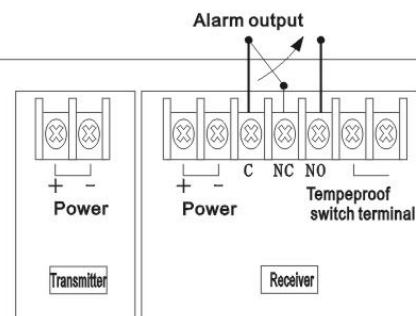 Alarm output
C NC NO
+ -
Power
+ -
Power
Tempeproof
switch terminal
Transmitter
Receiver